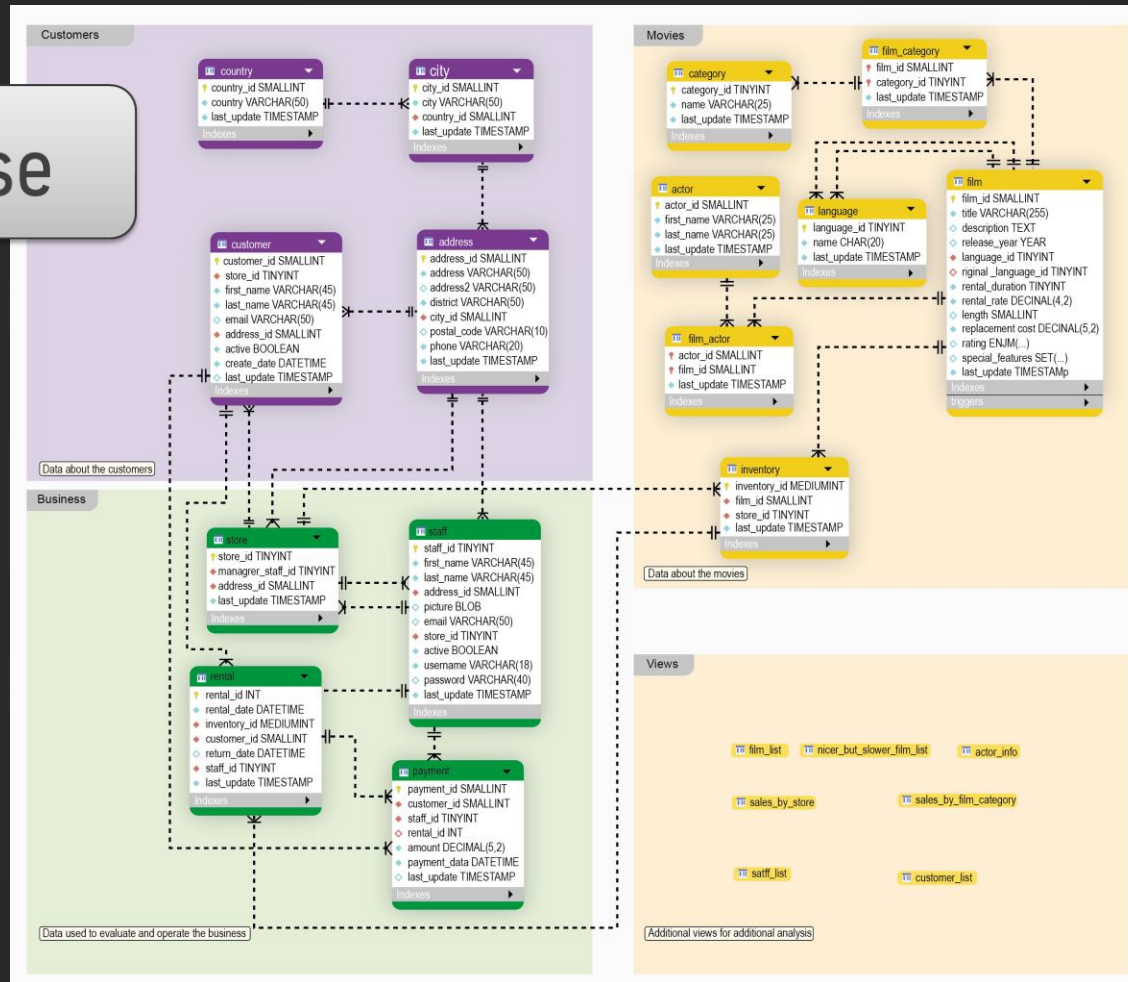 se
Customers
country
country_id SMALLINT
country VARCHAR(50)
last_update TIMESTAMP
Indexes
city
city_id SMALLINT
city VARCHAR(50)
country_id SMALLINT
last_update TIMESTAMP
Indexes
customer
customer_id SMALLINT
store_id TINYINT
first_name VARCHAR(45)
last_name VARCHAR(45)
email VARCHAR(50)
address_id SMALLINT
active BOOLEAN
create_date DATETIME
last_update TIMESTAMP
Indexes
address
address_id SMALLINT
address VARCHAR(50)
address2 VARCHAR(50)
district VARCHAR(50)
city_id SMALLINT
postal_code VARCHAR(10)
phone VARCHAR(20)
last_update TIMESTAMP
Indexes
Data about the customers
Business
store
store_id TINYINT
managrer_staff_id TINYINT
address_id SMALLINT
last_update TIMESTAMP
Indexes
staff
staff_id TINYINT
first_name VARCHAR(45)
last_name VARCHAR(45)
address_id SMALLINT
picture BLOB
email VARCHAR(50)
store_id TINYINT
active BOOLEAN
username VARCHAR(18)
password VARCHAR(40)
last_update TIMESTAMP
Indexes
rental
rental_id INT
rental_date DATETIME
inventory_id MEDIUMINT
customer_id SMALLINT
return_date DATETIME
staff_id TINYINT
last_update TIMESTAMP
Indexes
payment
payment_id SMALLINT
customer_id SMALLINT
staff_id TINYINT
rental_id INT
amount DECIMAL(5,2)
payment_data DATETIME
last_update TIMESTAMP
Indexes
Data used to evaluate and operate the business
Movies
category
category_id TINYINT
name VARCHAR(25)
last_update TIMESTAMP
Indexes
film_category
film_id SMALLINT
category_id TINYINT
last_update TIMESTAMP
Indexes
actor
actor_id SMALLINT
first_name VARCHAR(25)
last_name VARCHAR(25)
last_update TIMESTAMP
Indexes
language
language_id TINYINT
name CHAR(20)
last_update TIMESTAMP
Indexes
film
film_id SMALLINT
title VARCHAR(255)
description TEXT
release_year YEAR
language_id TINYINT
riginal _language_id TINYINT
rental_duration TINYINT
rental_rate DECINAL(4,2)
length SMALLINT
replacement cost DECINAL(5,2)
rating ENJM(...)
special_features SET(...)
last_update TIMESTAMp
Indexes
triggers
film_actor
actor_id SMALLINT
film_id SMALLINT
last_update TIMESTAMP
Indexes
inventory
inventory_id MEDIUMINT
film_id SMALLINT
store_id TINYINT
last_update TIMESTAMP
Indexes
Data about the movies
Views
film_list
nicer_but_slower_film_list
actor_info
sales_by_store
sales_by_film_category
satff_list
customer_list
Additional views for additional analysis